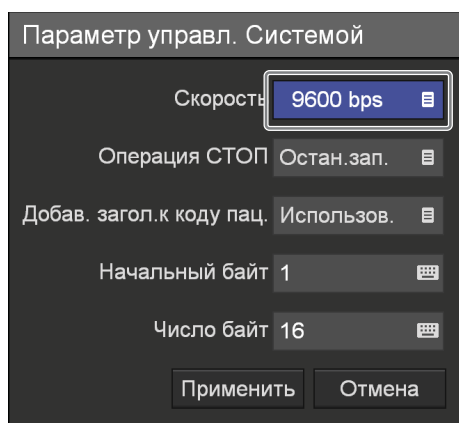 Параметр управл. Системой
Скорость 9600 bps
Операция СТОП Остан.зап.
Добав. загол.к коду пац. Использов.
Начальный байт 1
Число байт 16
Применить Отмена